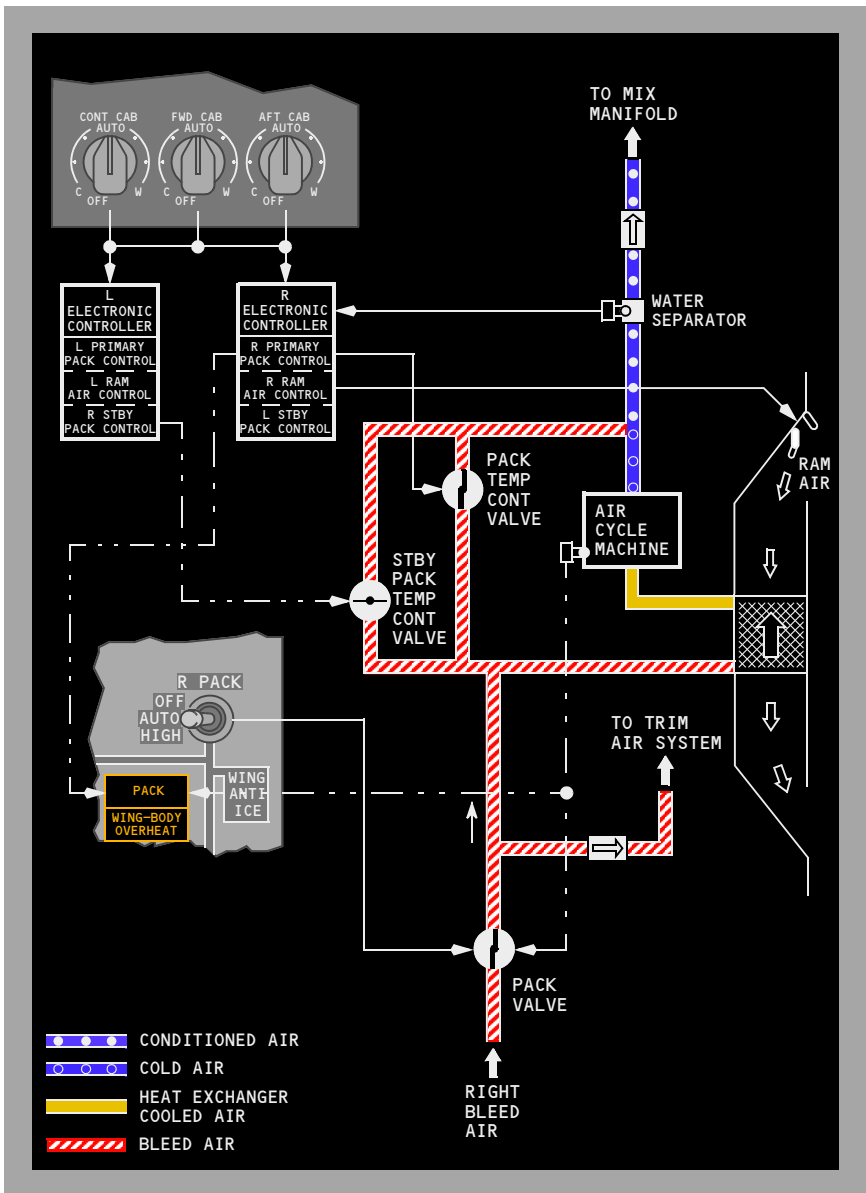 TO MIX
MANIFOLD
CONT CAB
AUTO
C
W
OFF
FWD CAB
AUTO
C
W
OFF
AFT CAB
AUTO
C
W
OFF
L
ELECTRONIC
CONTROLLER
L PRIMARY
PACK CONTROL
L RAM
AIR CONTROL
R STBY
PACK CONTROL
R
ELECTRONIC
CONTROLLER
R PRIMARY
PACK CONTROL
R RAM
AIR CONTROL
L STBY
PACK CONTROL
WATER
SEPARATOR
RAM
AIR
PACK
TEMP
CONT
VALVE
AIR
CYCLE
MACHINE
STBY
PACK
TEMP
CONT
VALVE
R PACK
OFF
AUTO
HIGH
TO TRIM
AIR SYSTEM
PACK
WING-BODY
OVERHEAT
WING
ANTI
ICE
PACK
VALVE
RIGHT
BLEED
AIR
CONDITIONED AIR
COLD AIR
HEAT EXCHANGER
COOLED AIR
BLEED AIR